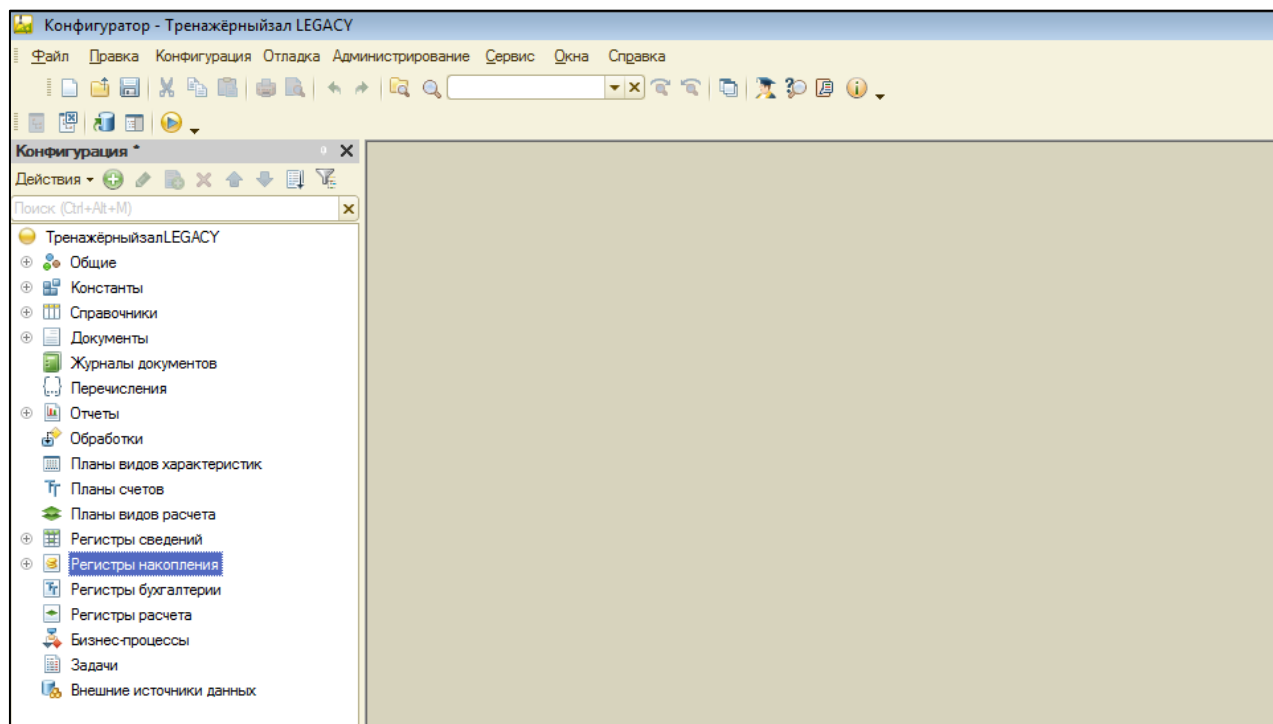 Конфигуратор - Тренажёрныйзал LEGACY
Файл Правка Конфигурация Отладка Администрирование Сервис Окна Справка
Конфигурация *
Действия
Поиск (Ctrl+Alt+M)
ТренажёрныйзалLEGACY
Общие
Константы
Справочники
Документы
Журналы документов
Перечисления
Отчеты
Обработки
Планы видов характеристик
Планы счетов
Планы видов расчета
Регистры сведений
Регистры накопления
Регистры бухгалтерии
Регистры расчета
Бизнес-процессы
Задачи
Внешние источники данных